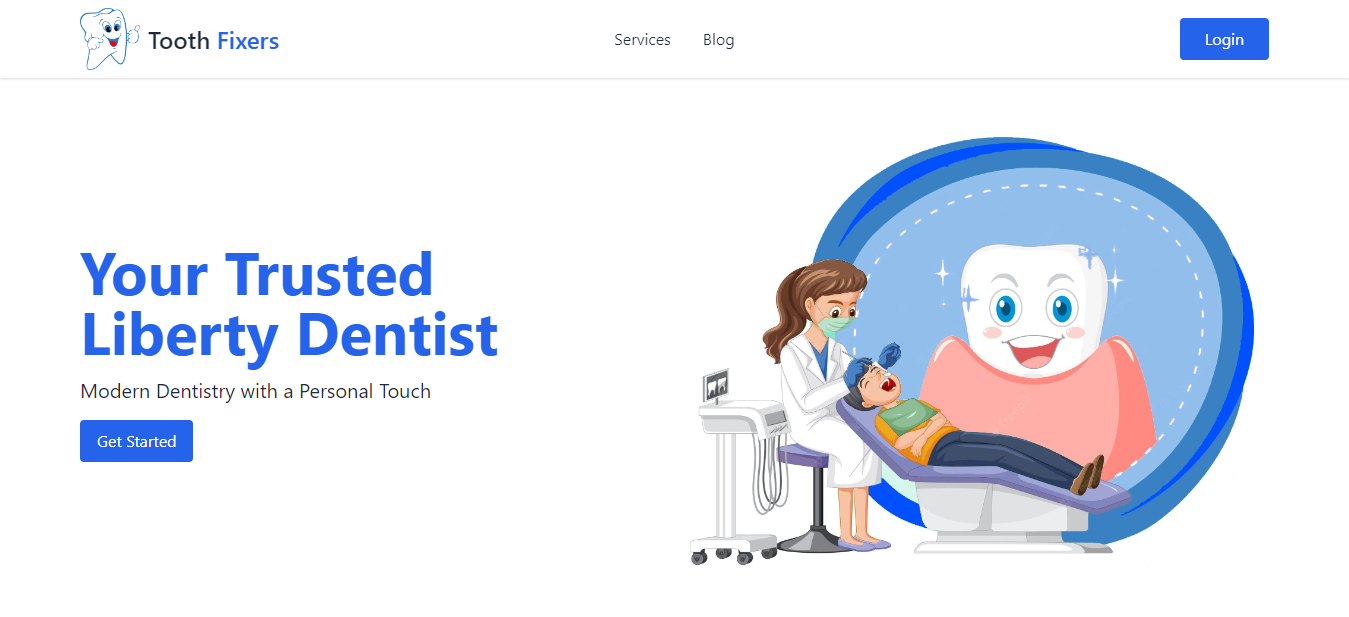 Tooth Fixers
Services
Blog
Login
Your Trusted
Liberty Dentist
Modern Dentistry with a Personal Touch
Get Started